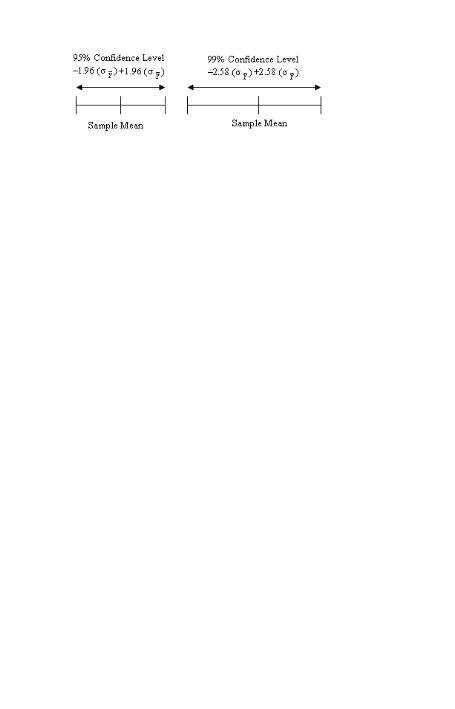 95% Confidence Level
−1.96 (σ Y̅)+1.96 (σ Y̅)
Sample Mean
99% Confidence Level
−2.58 (σ Y̅)+2.58 (σ Y̅)
Sample Mean